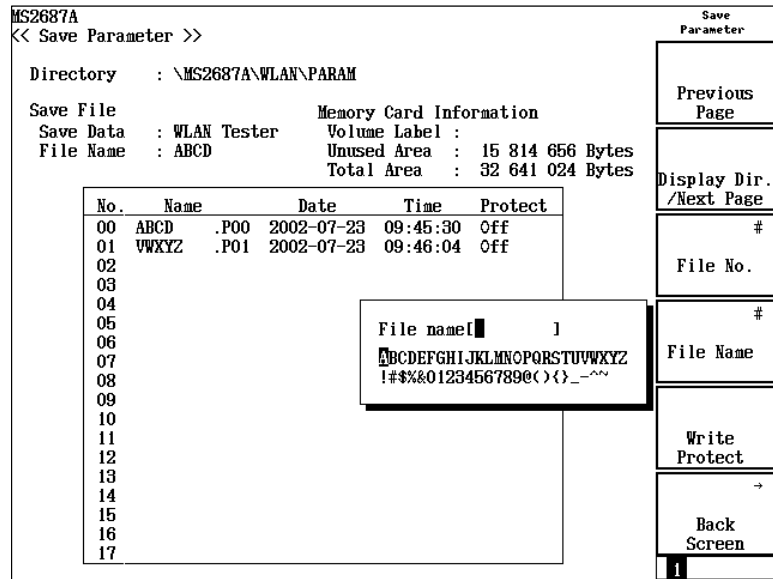 MS2687A
<< Save Parameter >>
Directory : \MS2687A\WLAN\PARAM
Save File
Save Data : WLAN Tester
File Name : ABCD
Memory Card Information
Volume Label :
Unused Area : 15 814 656 Bytes
Total Area : 32 641 024 Bytes
No. Name Date Time Protect
00 ABCD .P00 2002-07-23 09:45:30 Off
01 VWXYZ .P01 2002-07-23 09:46:04 Off
02
03
04
05
06
07
08
09
10
11
12
13
14
15
16
17
File name[ ]
ABCDEFGHIJKLMNOPQRSTUVWXYZ
!#$%&0123456789@(){}_-^~
Save
Parameter
Previous
Page
Display Dir.
/Next Page
#
File No.
#
File Name
Write
Protect
→
Back
Screen
1